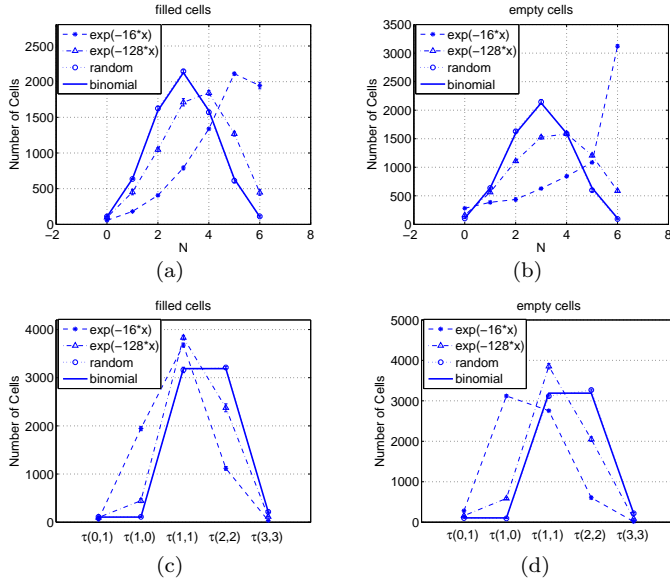 filled cells
2500
2000
1500
1000
500
0
Number of Cells
−2 0 2 4 6 8
N
exp(−16*x)
exp(−128*x)
random
binomial
(a)
empty cells
3500
3000
2500
2000
1500
1000
500
0
Number of Cells
−2 0 2 4 6 8
N
exp(−16*x)
exp(−128*x)
random
binomial
(b)
filled cells
4000
3000
2000
1000
0
Number of Cells
τ(0,1) τ(1,0) τ(1,1) τ(2,2) τ(3,3)
exp(−16*x)
exp(−128*x)
random
binomial
(c)
empty cells
5000
4000
3000
2000
1000
0
Number of Cells
τ(0,1) τ(1,0) τ(1,1) τ(2,2) τ(3,3)
exp(−16*x)
exp(−128*x)
random
binomial
(d)